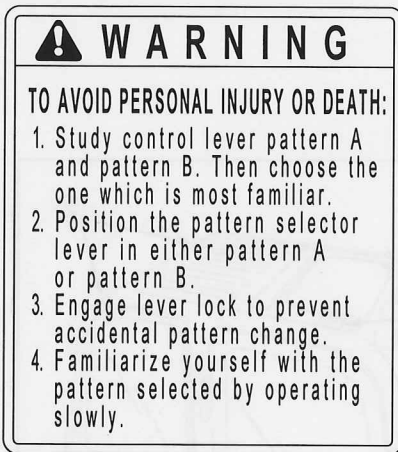 WARNING
TO AVOID PERSONAL INJURY OR DEATH:
1. Study control lever pattern A
and pattern B. Then choose the
one which is most familiar.
2. Position the pattern selector
lever in either pattern A
or pattern B.
3. Engage lever lock to prevent
accidental pattern change.
4. Familiarize yourself with the
pattern selected by operating
slowly.